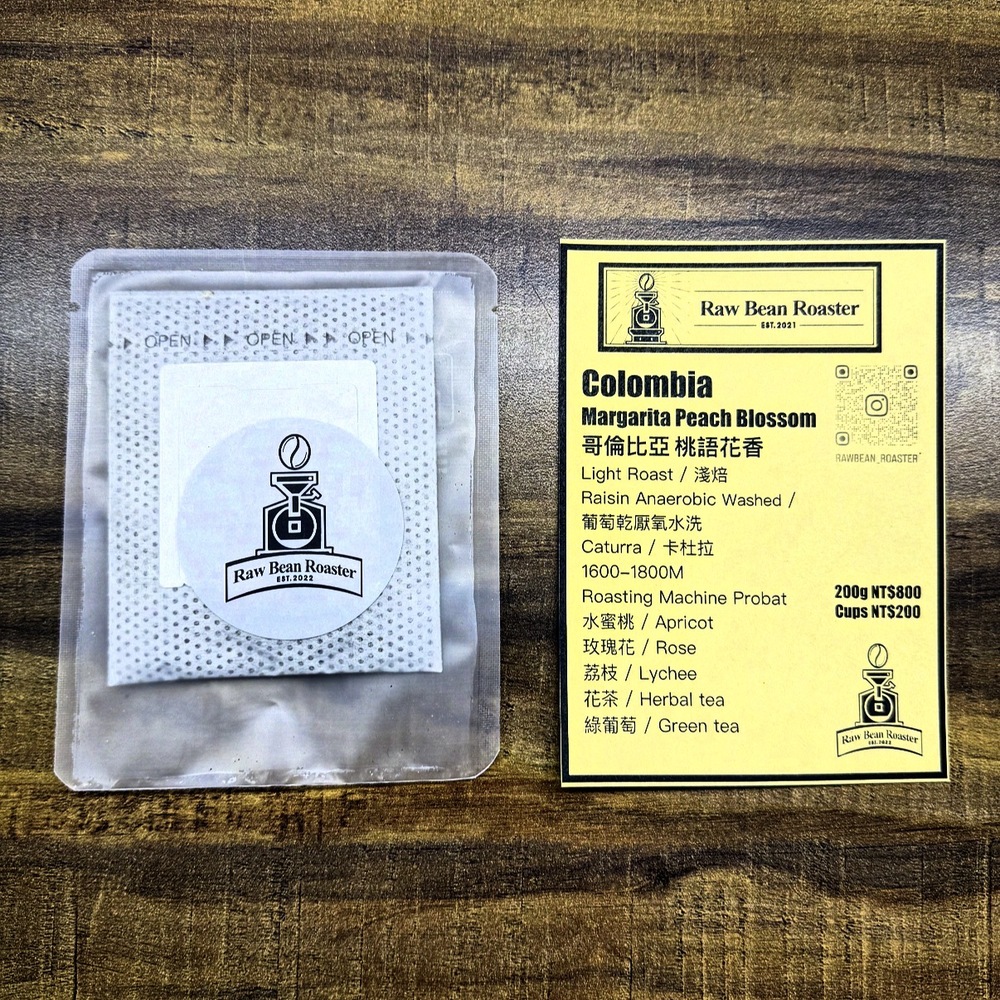 OPEN OPEN OPEN
Raw Bean Roaster
EST.2022
Raw Bean Roaster
EST.2021
Colombia
Margarita Peach Blossom
哥倫比亞 桃語花香
RAWBEAN_ROASTER
Light Roast / 淺焙
Raisin Anaerobic Washed /
葡萄乾厭氧水洗
Caturra / 卡杜拉
1600–1800M
Roasting Machine Probat
水蜜桃 / Apricot
玫瑰花 / Rose
荔枝 / Lychee
花茶 / Herbal tea
綠葡萄 / Green tea
200g NT$800
Cups NT$200
Raw Bean Roaster
EST.2022